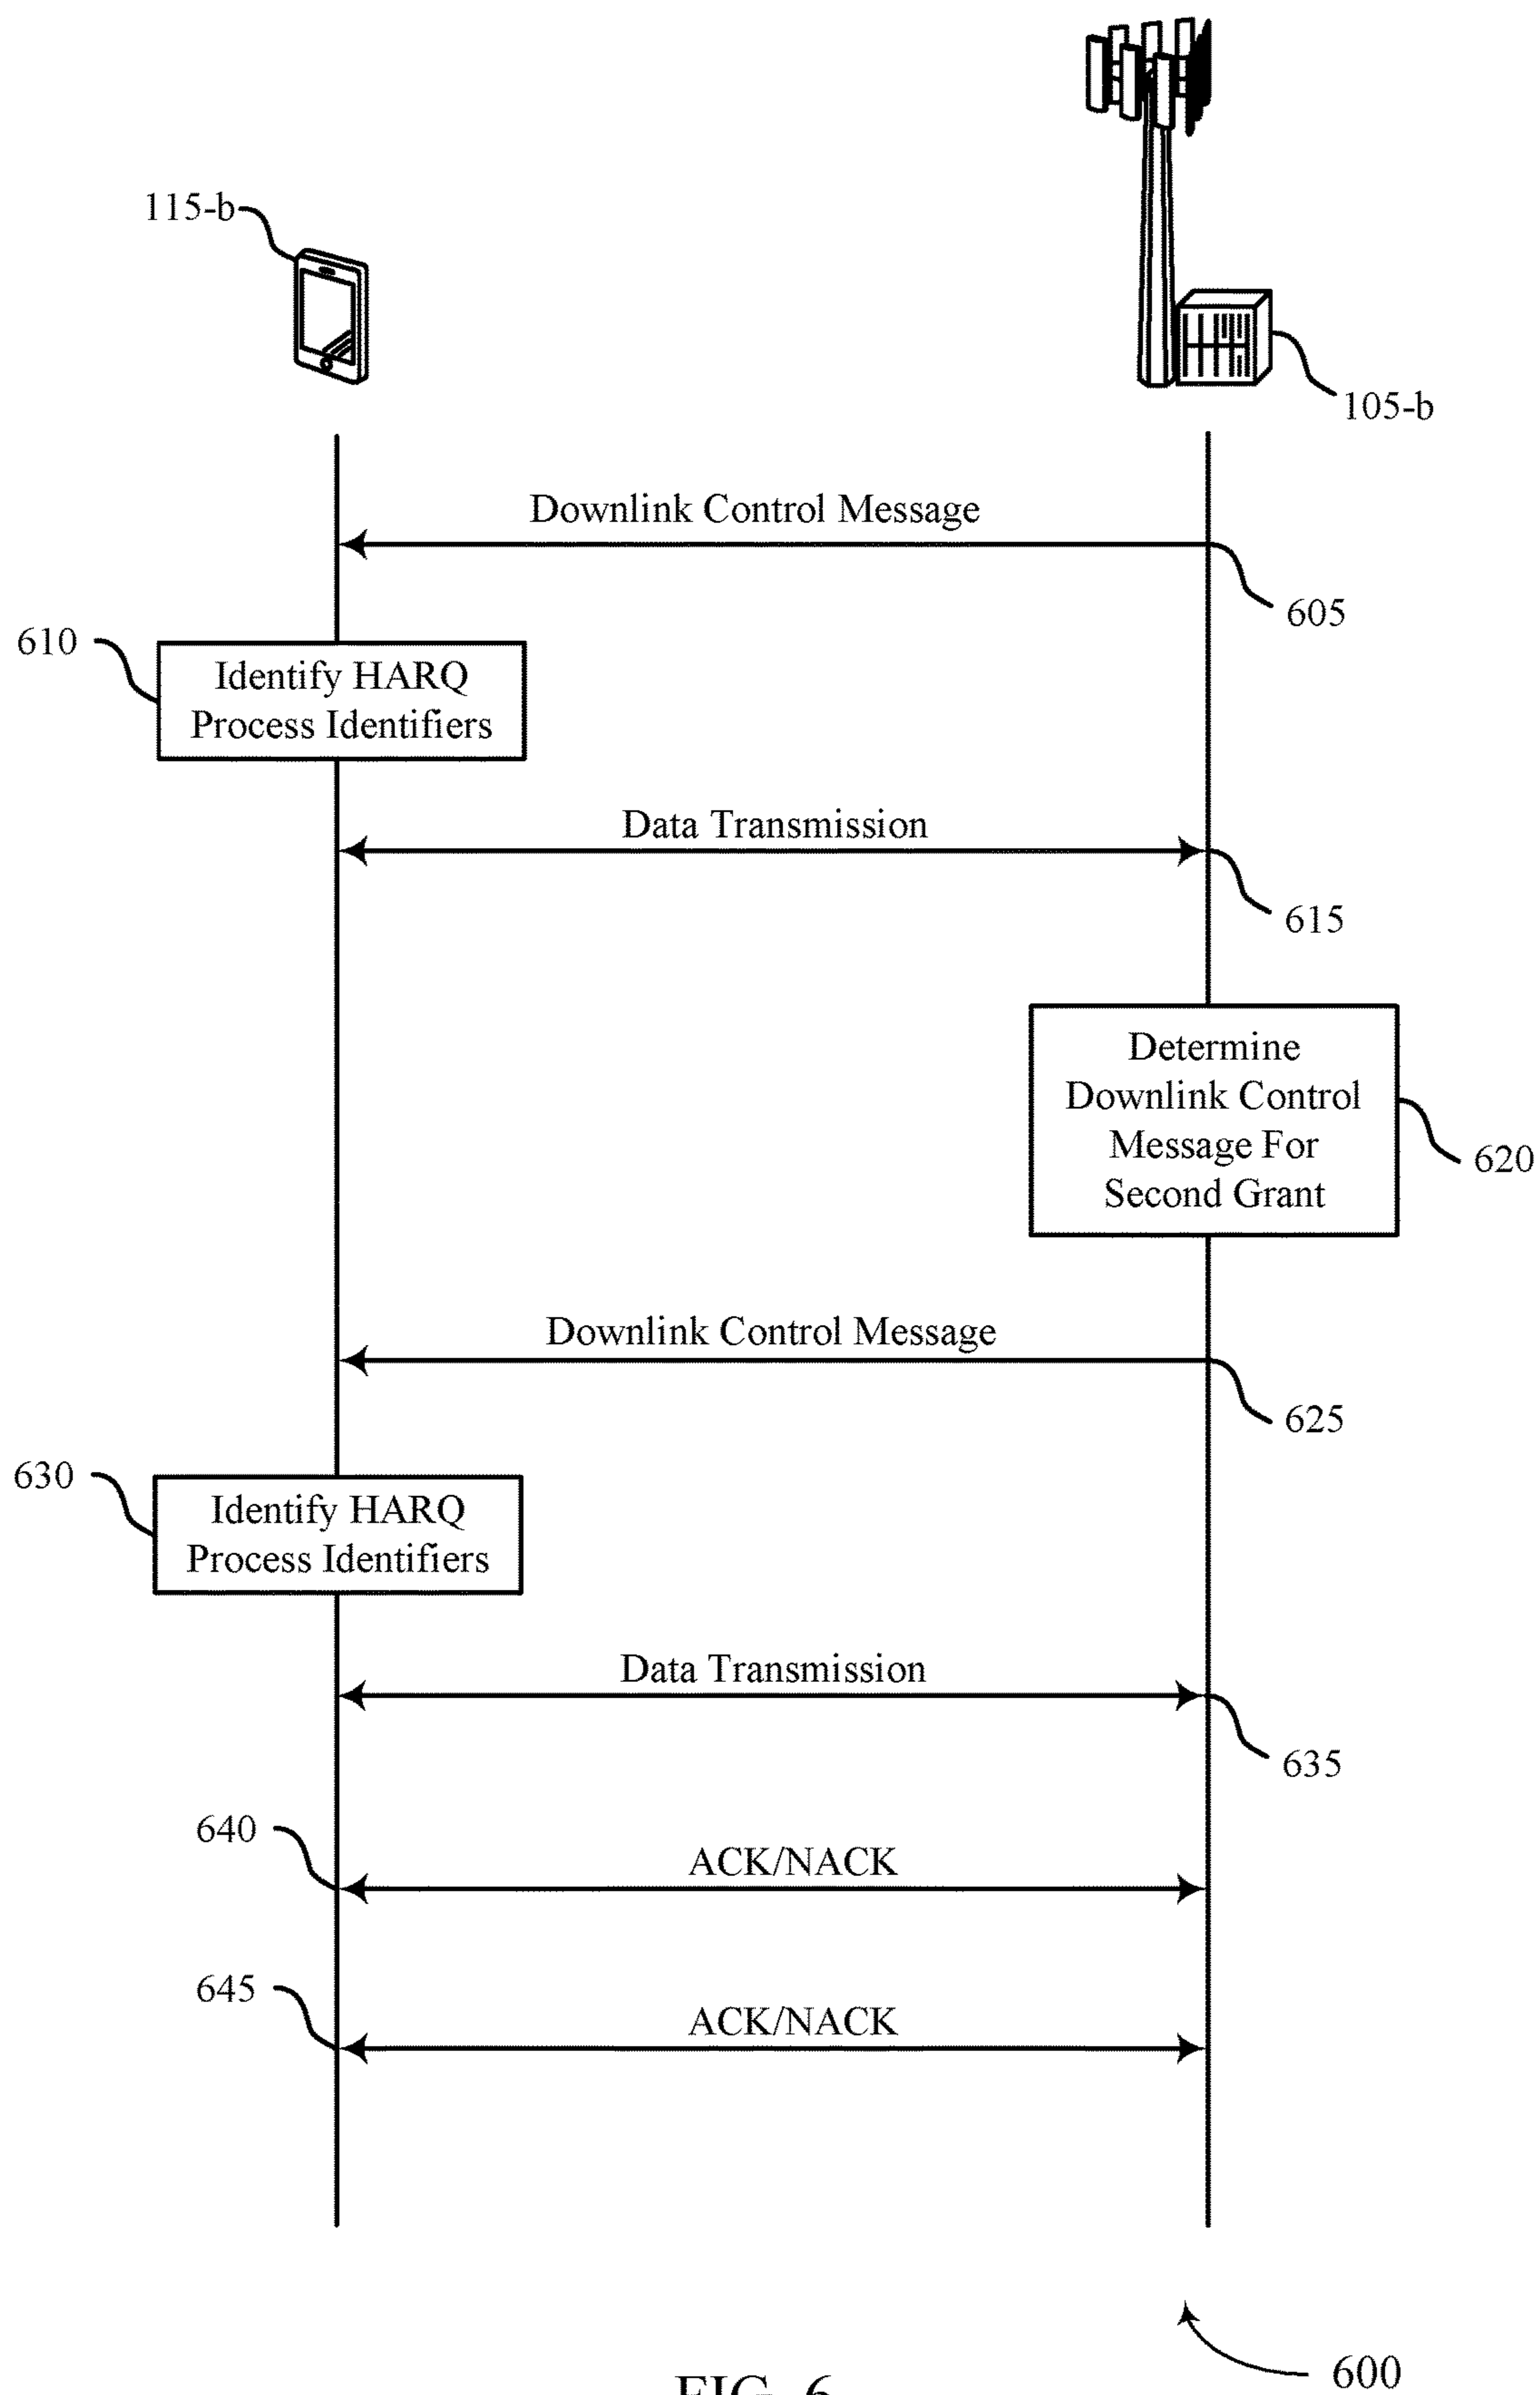 115-b
105-b
Downlink Control Message
605
610
Identify HARQ
Process Identifiers
Data Transmission
615
Determine
Downlink Control
Message For
Second Grant
620
Downlink Control Message
625
630
Identify HARQ
Process Identifiers
Data Transmission
635
640
ACK/NACK
645
ACK/NACK
600
FIG. 6